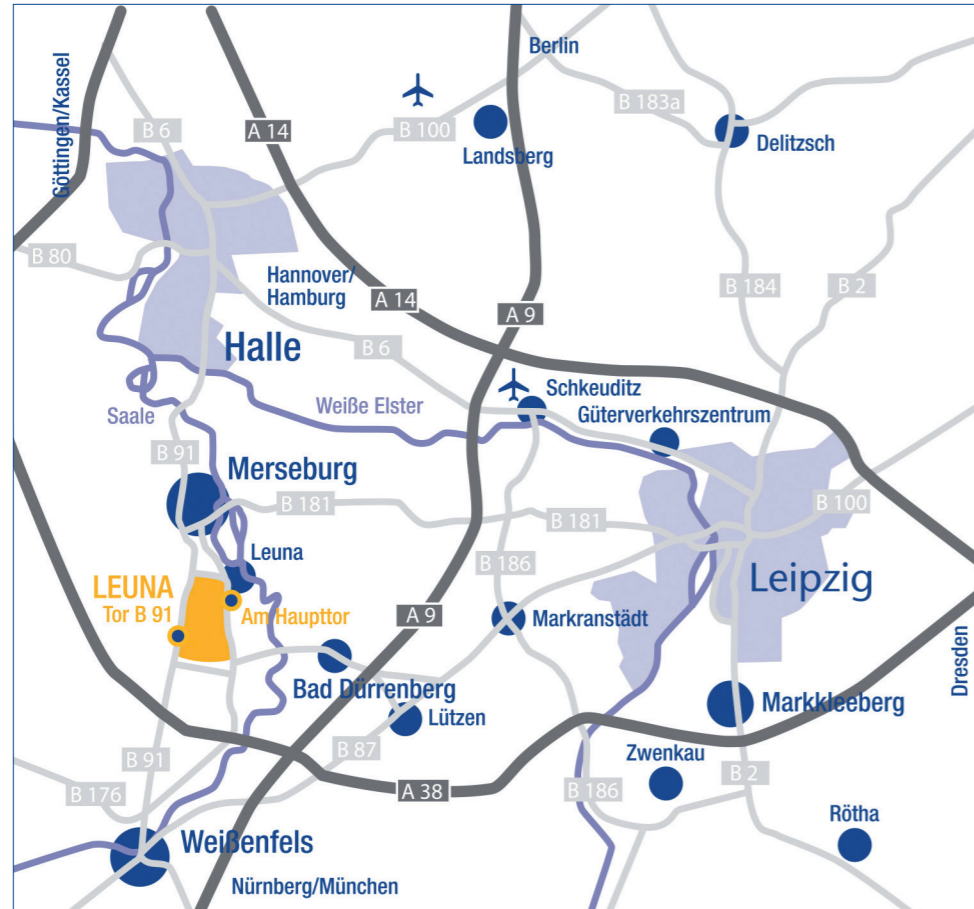 Göttingen/Kassel
Berlin
B 6
A 14
B 100
Landsberg
B 183a
Delitzsch
B 80
Hannover/
Hamburg
A 14
A 9
B 184
B 2
Halle
B 6
Schkeuditz
Güterverkehrszentrum
Saale
Weiße Elster
B 91
Merseburg
B 181
B 181
B 100
Leuna
B 186
Leipzig
LEUNA
Tor B 91
Am Haupttor
A 9
Markranstädt
Dresden
Bad Dürrenberg
Lützen
Markkleeberg
B 91
B 87
Zwenkau
B 176
A 38
B 186
B 2
Rötha
Weißenfels
Nürnberg/München